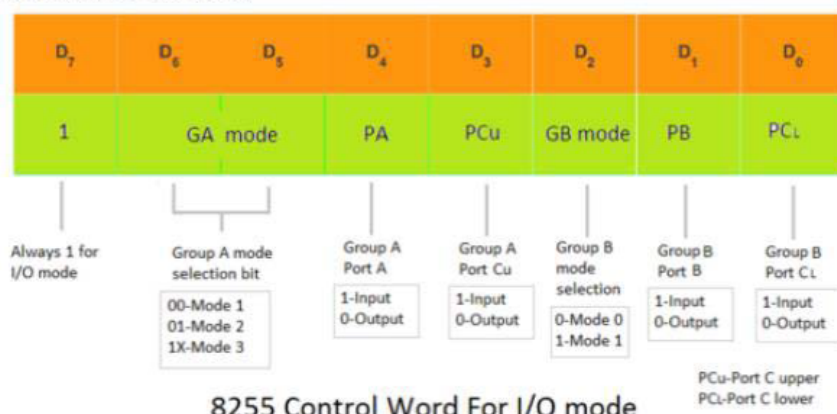 D7 D6 D5 D4 D3 D2 D1 D0
1 GA mode PA PCu GB mode PB PCL
Always 1 for
I/O mode
Group A mode
selection bit
00-Mode 1
01-Mode 2
1X-Mode 3
Group A
Port A
1-Input
0-Output
Group A
Port Cu
1-Input
0-Output
Group B
mode
selection
0-Mode 0
1-Mode 1
Group B
Port B
1-Input
0-Output
Group B
Port CL
1-Input
0-Output
PCu-Port C upper
PCL-Port C lower
8255 Control Word For I/O mode